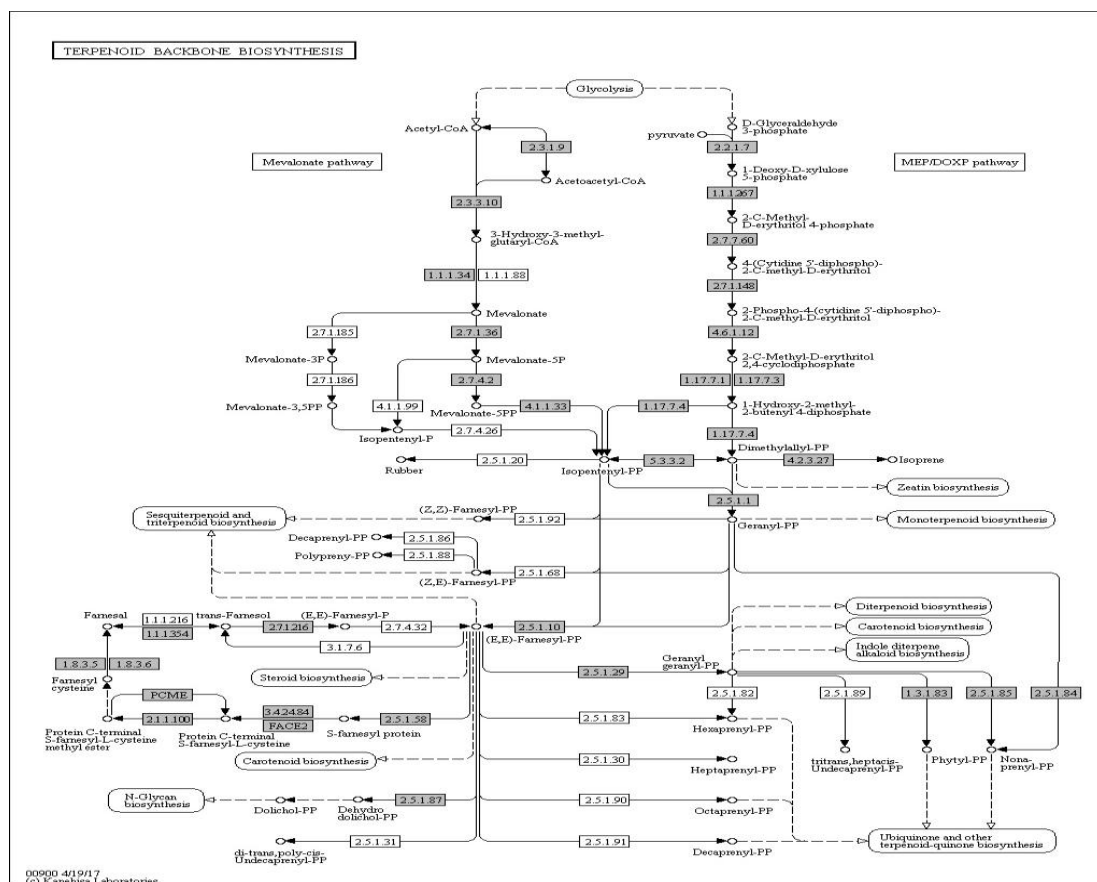 TERPENOID BACKBONE BIOSYNTHESIS
Glycolysis
Acetyl-CoA
2.3.1.9
Acetoacetyl-CoA
Mevalonate pathway
2.3.3.10
3-Hydroxy-3-methyl-
glutaryl-CoA
1.1.1.34
1.1.1.88
Mevalonate
2.7.1.185
2.7.1.36
Mevalonate-3P
Mevalonate-5P
2.7.1.186
2.7.4.2
Mevalonate-3,5PP
4.1.1.99
Mevalonate-5PP
4.1.1.33
Isopentenyl-P
2.7.4.26
pyruvate
D-Glyceraldehyde
3-phosphate
2.2.1.7
MEP/DOXP pathway
1-Deoxy-D-xylulose
5-phosphate
1.1.1.267
2-C-Methyl-
D-erythritol 4-phosphate
2.7.7.60
4-(Cytidine 5'-diphospho)-
2-C-methyl-D-erythritol
2.7.1.148
2-Phospho-4-(cytidine 5'-diphospho)-
2-C-methyl-D-erythritol
4.6.1.12
2-C-Methyl-D-erythritol
2,4-cyclodiphosphate
1.17.7.1
1.17.7.3
1.17.7.4
1-Hydroxy-2-methyl-
2-butenyl 4-diphosphate
1.17.7.4
Dimethylallyl-PP
Rubber
2.5.1.20
Isopentenyl-PP
5.3.3.2
4.2.3.27
Isoprene
Zeatin biosynthesis
2.5.1.1
Sesquiterpenoid and
triterpenoid biosynthesis
(Z,Z)-Farnesyl-PP
2.5.1.92
Geranyl-PP
Monoterpenoid biosynthesis
Decaprenyl-PP
2.5.1.86
Polypreny-PP
2.5.1.88
(Z,E)-Farnesyl-PP
2.5.1.68
Farnesal
1.1.1.216
1.1.1.354
trans-Farnesol
2.7.1.216
(E,E)-Farnesyl-P
2.7.4.32
3.1.7.6
2.5.1.10
(E,E)-Farnesyl-PP
Diterpenoid biosynthesis
Carotenoid biosynthesis
Indole diterpene
alkaloid biosynthesis
1.8.3.5
1.8.3.6
Farnesyl
cysteine
Steroid biosynthesis
2.5.1.29
Geranyl
geranyl-PP
2.5.1.82
2.5.1.89
1.3.1.83
2.5.1.85
2.5.1.84
PCME
2.1.1.100
3.4.24.84
FACE2
2.5.1.58
Protein C-terminal
S-farnesyl-L-cysteine
methyl ester
Protein C-terminal
S-farnesyl-L-cysteine
S-farnesyl protein
2.5.1.83
Hexaprenyl-PP
Carotenoid biosynthesis
2.5.1.30
Heptaprenyl-PP
tritrans,heptacis-
Undecaprenyl-PP
Phytyl-PP
Nona-
prenyl-PP
N-Glycan
biosynthesis
Dolichol-PP
Dehydro
dolichol-PP
2.5.1.87
2.5.1.90
Octaprenyl-PP
di-trans,poly-cis-
Undecaprenyl-PP
2.5.1.31
2.5.1.91
Decaprenyl-PP
Ubiquinone and other
terpenoid-quinone biosynthesis
00900 4/19/17
(c) Kanehisa Laboratories